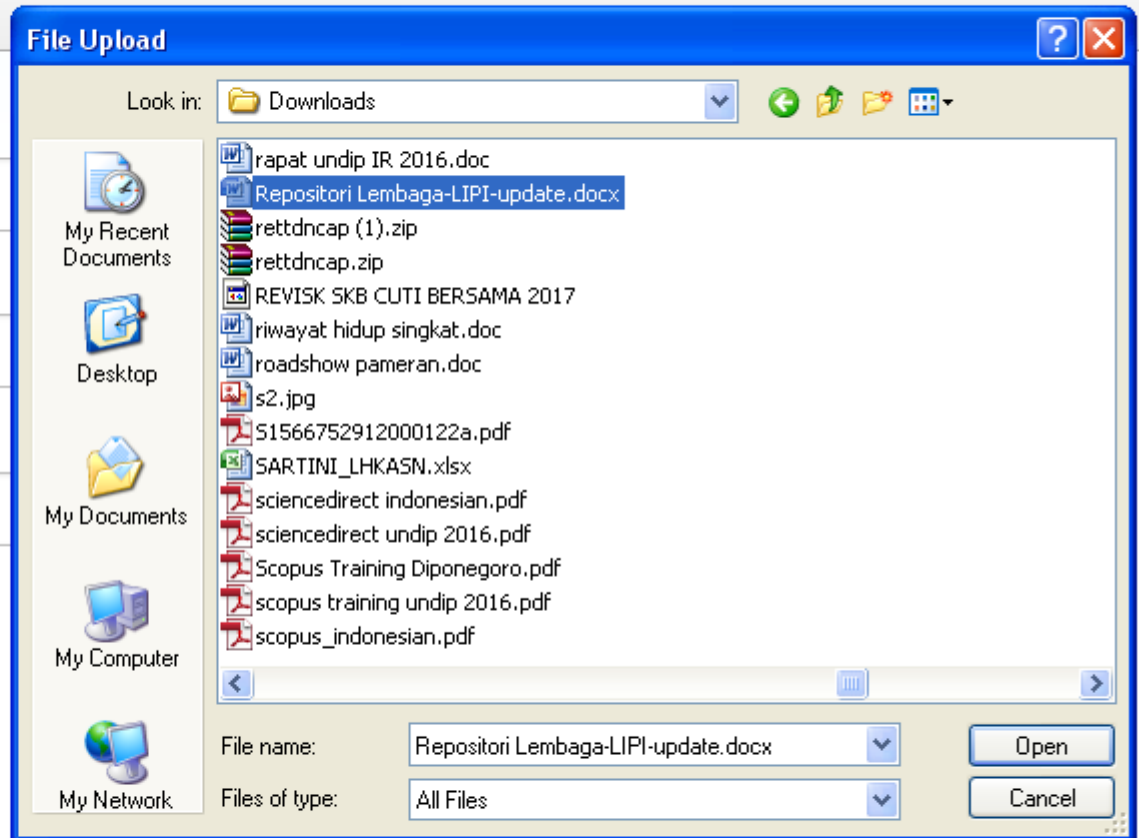 File Upload
Look in:
Downloads
My Recent
Documents
Desktop
My Documents
My Computer
My Network
rapat undip IR 2016.doc
Repositori Lembaga-LIPI-update.docx
rettdncap (1).zip
rettdncap.zip
REVISK SKB CUTI BERSAMA 2017
riwayat hidup singkat.doc
roadshow pameran.doc
s2.jpg
S1566752912000122a.pdf
SARTINI_LHKASN.xlsx
sciencedirect indonesian.pdf
sciencedirect undip 2016.pdf
Scopus Training Diponegoro.pdf
scopus training undip 2016.pdf
scopus_indonesian.pdf
File name:
Repositori Lembaga-LIPI-update.docx
Open
Files of type:
All Files
Cancel